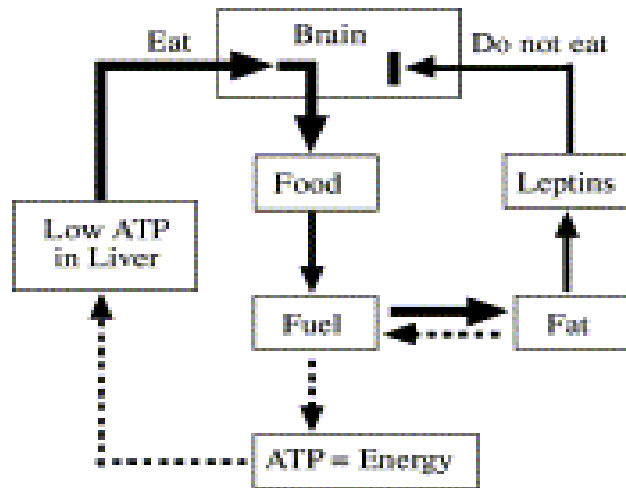 Eat
Brain
Do not eat
Food
Leptins
Low ATP
in Liver
Fuel
Fat
ATP = Energy